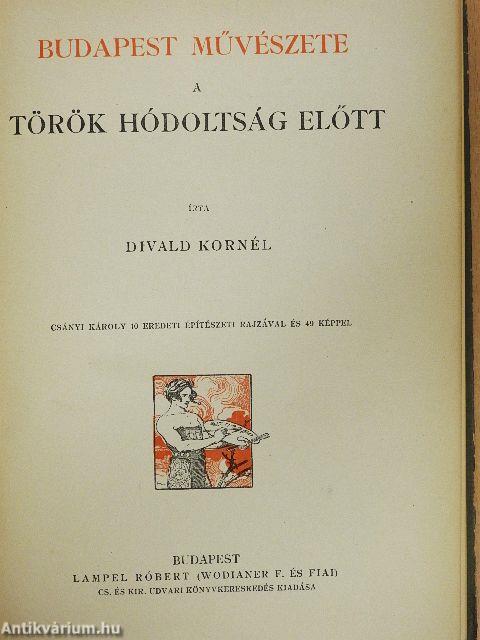 BUDAPEST MŰVÉSZETE
A
TÖRÖK HÓDOLTSÁG ELŐTT
ÍRTA
DIVALD KORNÉL
CSÁNYI KÁROLY 10 EREDETI ÉPÍTÉSZETI RAJZÁVAL ÉS 49 KÉPPEL
BUDAPEST
LAMPEL RÓBERT (WODIANER F. ÉS FIAI)
CS. ÉS KIR. UDVARI KÖNYVKERESKEDÉS KIADÁSA
Antikvárium.hu